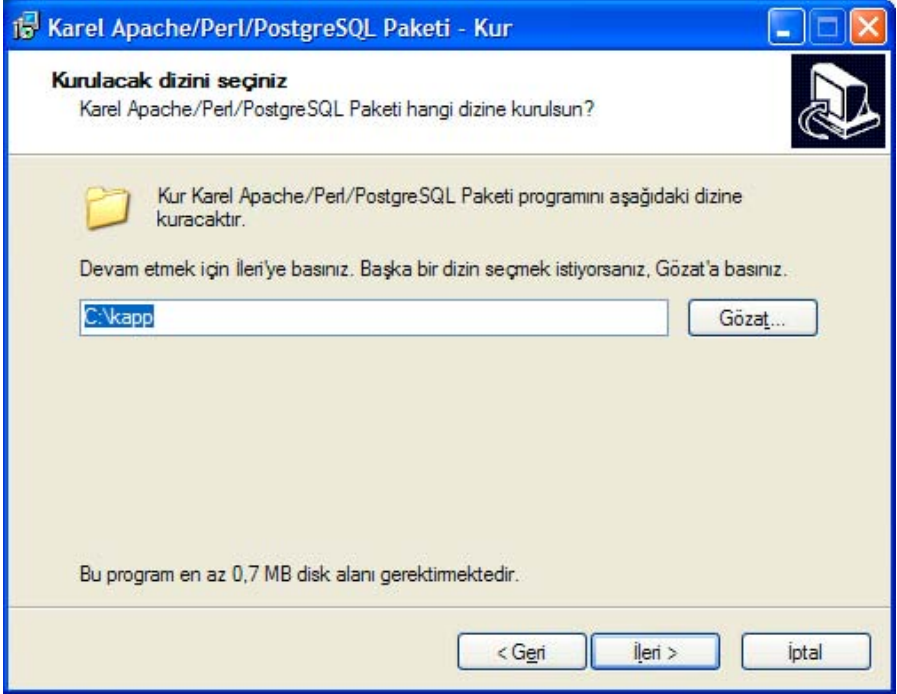 Karel Apache/Perl/PostgreSQL Paketi - Kur
Kurulacak dizini seçiniz
Karel Apache/Perl/PostgreSQL Paketi hangi dizine kurulsun?
Kur Karel Apache/Perl/PostgreSQL Paketi programını aşağıdaki dizine
kuracaktır.
Devam etmek için İleri'ye basınız. Başka bir dizin seçmek istiyorsanız, Gözat'a basınız.
C:\kapp
Gözat...
Bu program en az 0,7 MB disk alanı gerektirmektedir.
< Geri
İleri >
İptal